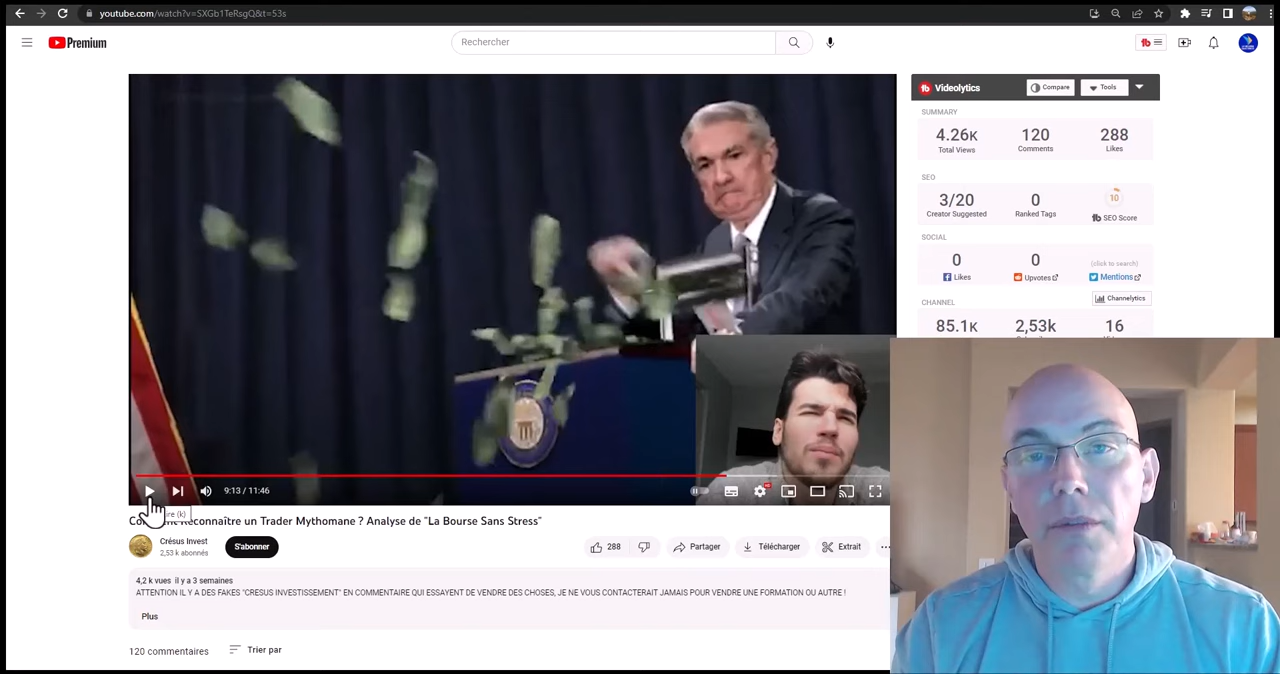 youtube.com/watch?v=SXGb1TeRsgQ&t=53s
Premium
Rechercher
Videolytics
Compare
Tools
SUMMARY
4.26K
120
288
Total Views
Comments
Likes
SEO
3/20
0
10
Creator Suggested
Ranked Tags
SEO Score
SOCIAL
0
0
(click to search)
Likes
Upvotes
Mentions
Channelytics
CHANNEL
85.1K
2,53k
16
9:13 / 11:46
(k)
Reconnaître un Trader Mythomane ? Analyse de "La Bourse Sans Stress"
Crésus Invest
2,53 k abonnés
S'abonner
288
Partager
Télécharger
Extrait
4,2 k vues il y a 3 semaines
ATTENTION IL Y A DES FAKES "CRESUS INVESTISSEMENT" EN COMMENTAIRE QUI ESSAYENT DE VENDRE DES CHOSES, JE NE VOUS CONTACTERAIT JAMAIS POUR VENDRE UNE FORMATION OU AUTRE !
Plus
120 commentaires
Trier par